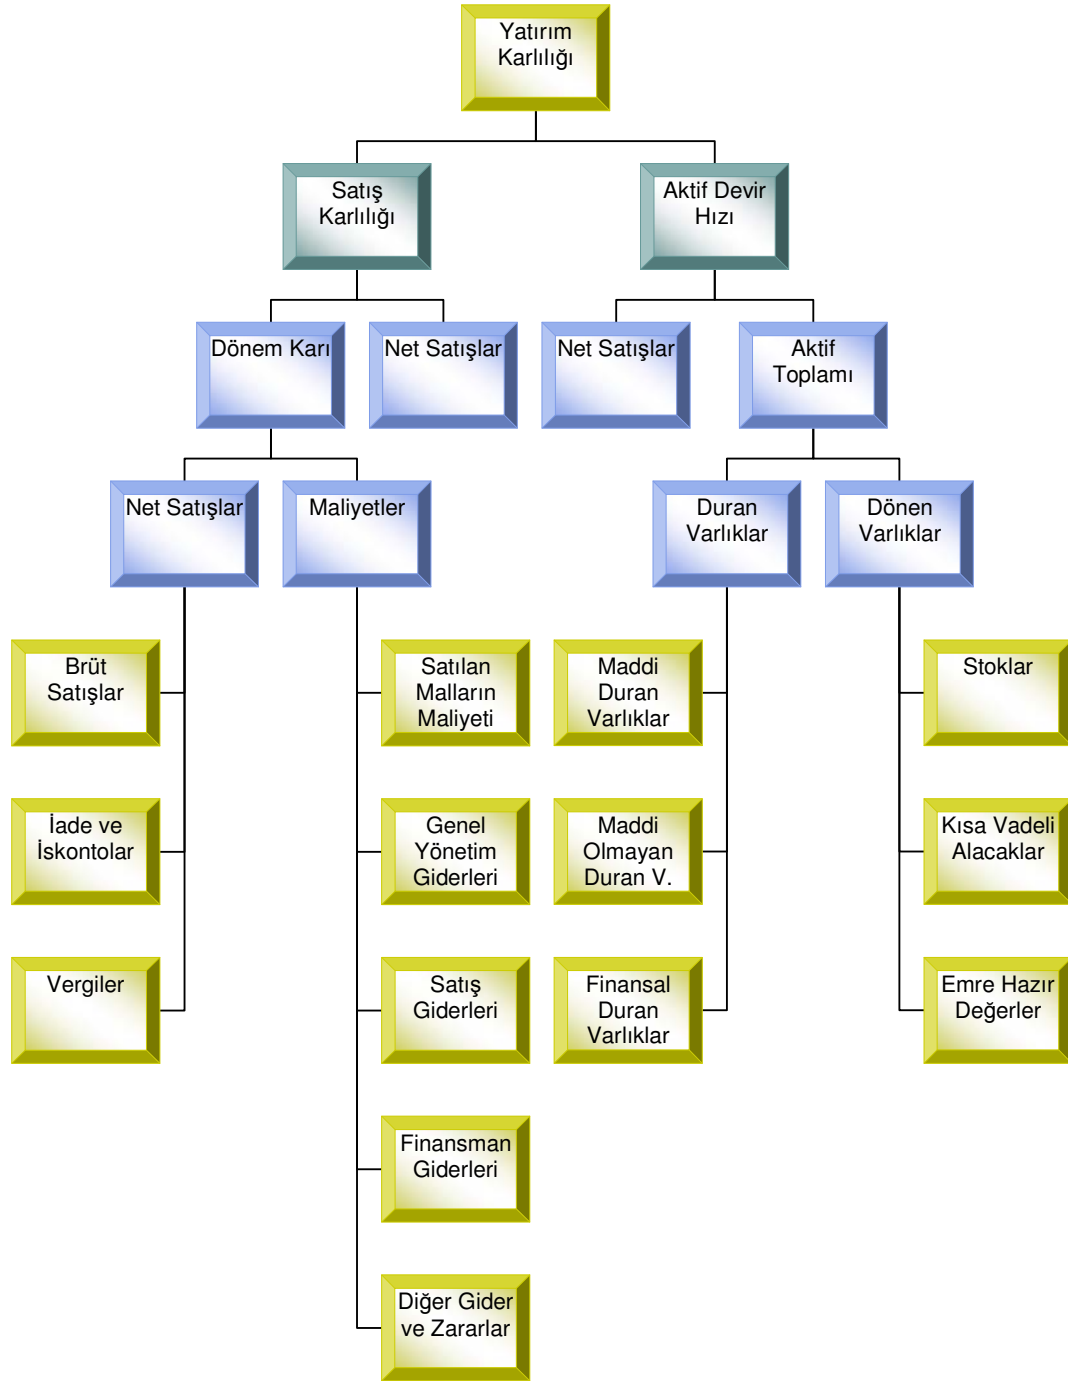 Yatırım
Karlılığı
Satış
Karlılığı
Aktif Devir
Hızı
Dönem Karı
Net Satışlar
Net Satışlar
Aktif
Toplamı
Net Satışlar
Maliyetler
Duran
Varlıklar
Dönen
Varlıklar
Brüt
Satışlar
Satılan
Malların
Maliyeti
Maddi
Duran
Varlıklar
Stoklar
İade ve
İskontolar
Genel
Yönetim
Giderleri
Maddi
Olmayan
Duran V.
Kısa Vadeli
Alacaklar
Vergiler
Satış
Giderleri
Finansal
Duran
Varlıklar
Emre Hazır
Değerler
Finansman
Giderleri
Diğer Gider
ve Zararlar